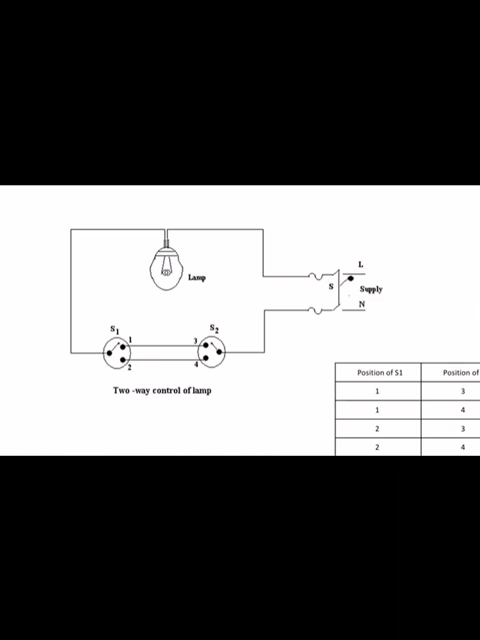 L
Lamp
S
Supply
N
S1
S2
1
3
2
4
Two -way control of lamp
Position of S1 Position of
1 3
1 4
2 3
2 4